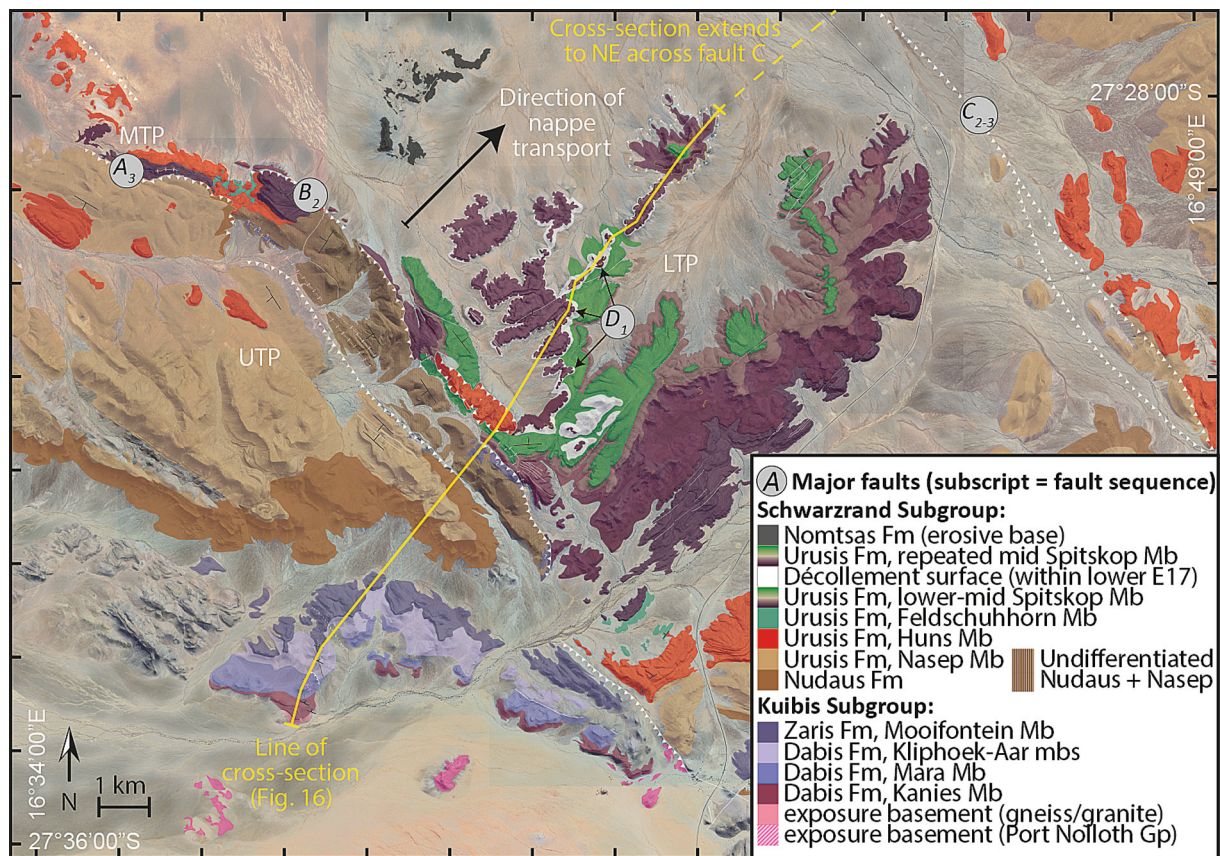 Cross-section extends
to NE across fault C
27°28'00"S
16°49'00"E
Direction of
nappe
transport
MTP
A3
B2
C2-3
LTP
D1
UTP
Line of
cross-section
(Fig. 16)
16°34'00"E
N
1 km
27°36'00"S
A Major faults (subscript = fault sequence)
Schwarzrand Subgroup:
Nomtsas Fm (erosive base)
Urusis Fm, repeated mid Spitskop Mb
Décollement surface (within lower E17)
Urusis Fm, lower-mid Spitskop Mb
Urusis Fm, Feldschuhhorn Mb
Urusis Fm, Huns Mb
Urusis Fm, Nasep Mb
Nudaus Fm
Undifferentiated
Nudaus + Nasep
Kuibis Subgroup:
Zaris Fm, Mooifontein Mb
Dabis Fm, Kliphoek-Aar mbs
Dabis Fm, Mara Mb
Dabis Fm, Kanies Mb
exposure basement (gneiss/granite)
exposure basement (Port Nolloth Gp)